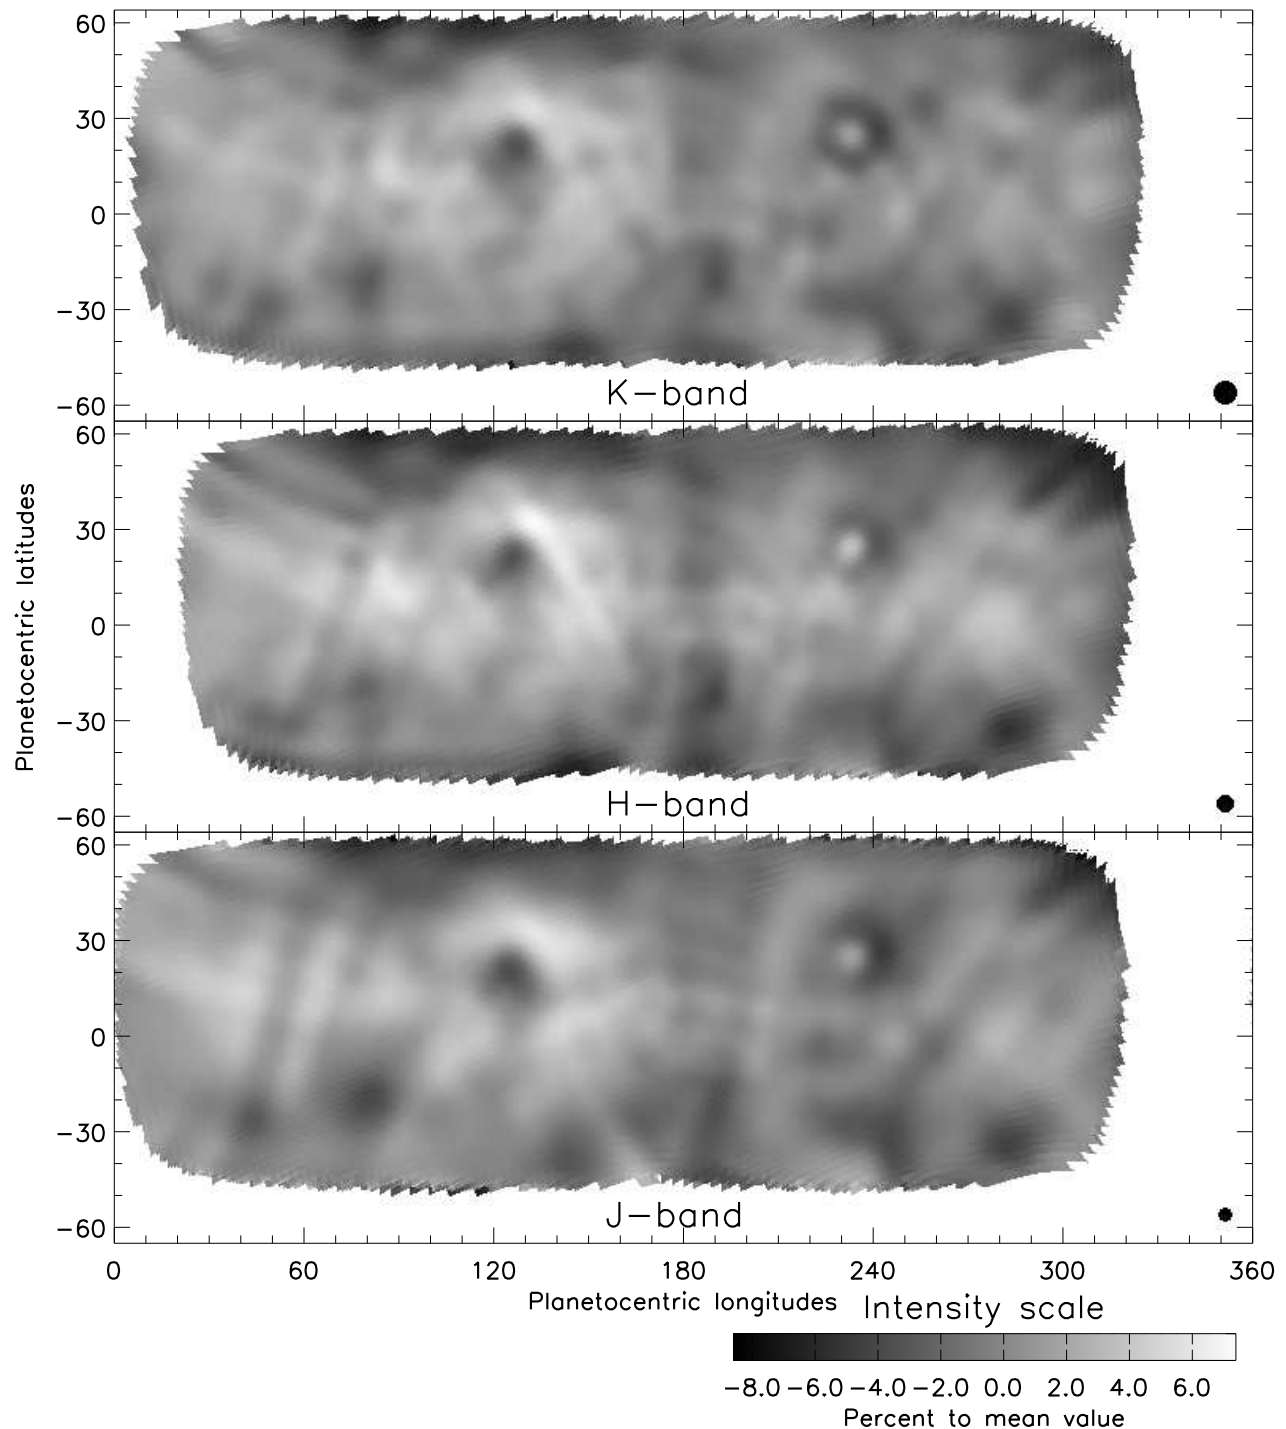 60
30
0
−30
−60
K−band
60
30
0
−30
−60
H−band
Planetocentric latitudes
60
30
0
−30
−60
J−band
0 60 120 180 240 300 360
Planetocentric longitudes
Intensity scale
−8.0 −6.0 −4.0 −2.0 0.0 2.0 4.0 6.0
Percent to mean value